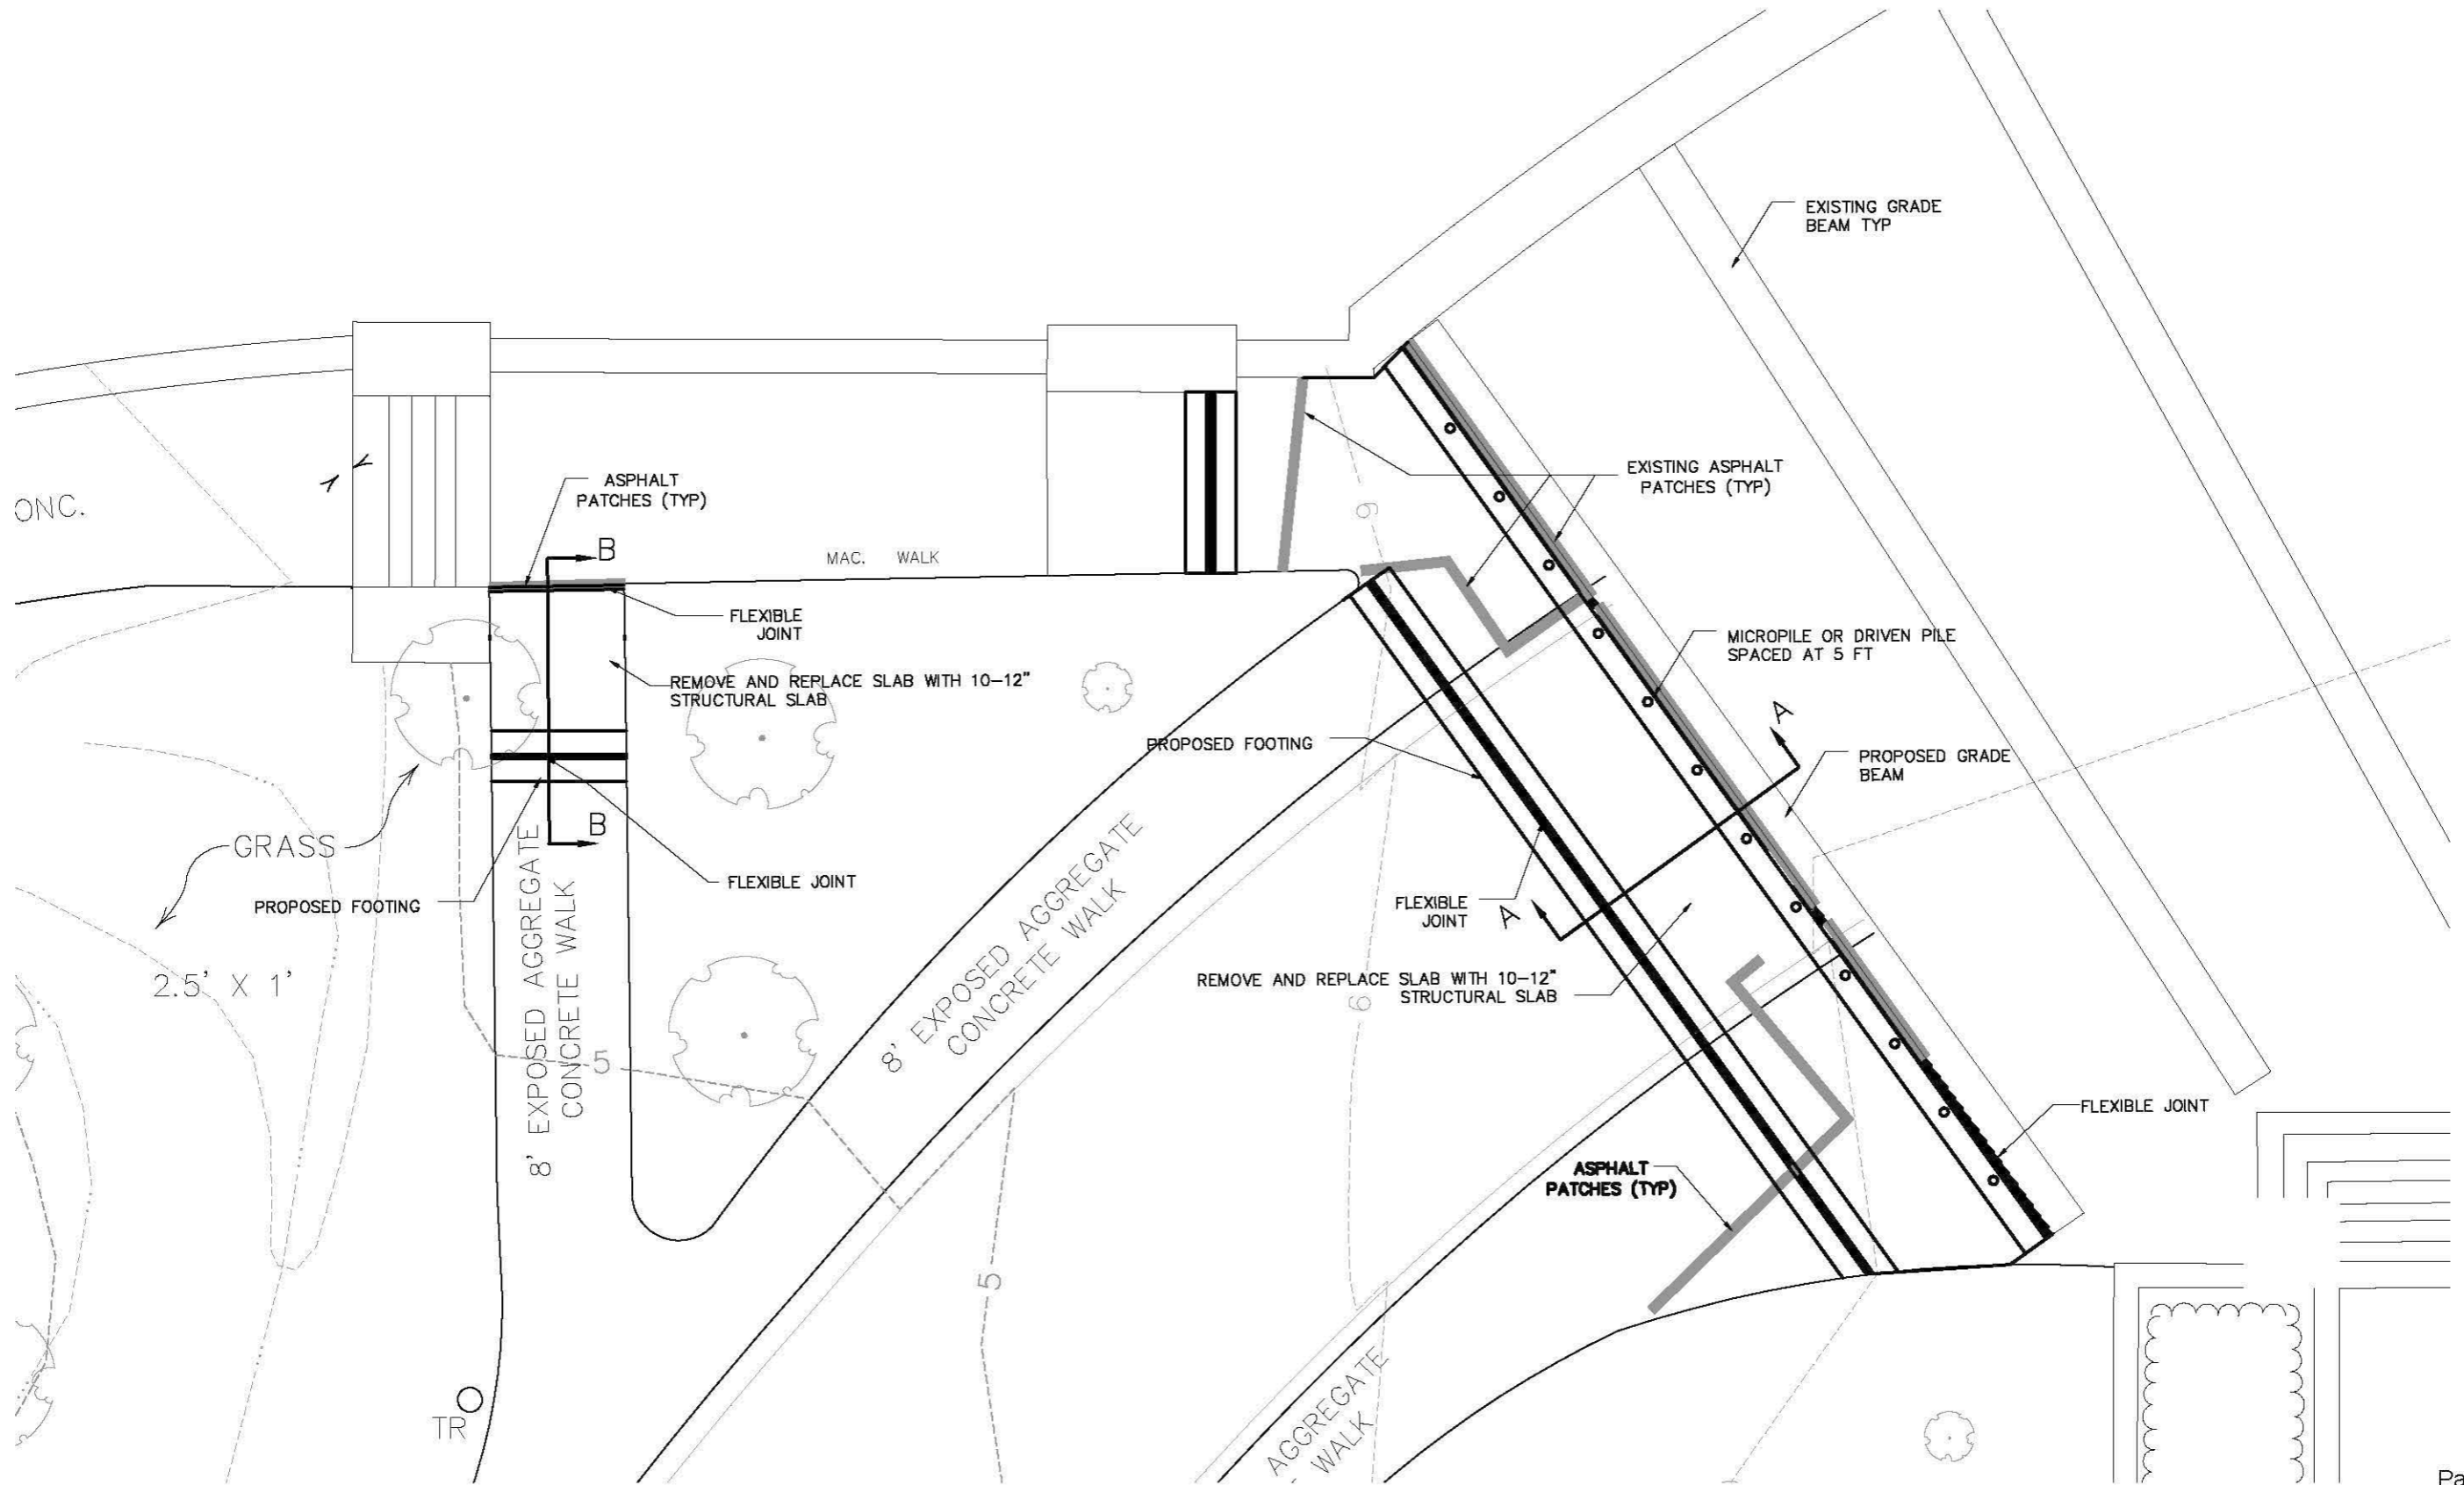 EXISTING GRADE
BEAM TYP
ASPHALT
PATCHES (TYP)
EXISTING ASPHALT
PATCHES (TYP)
ONC.
B
MAC. WALK
6
FLEXIBLE
JOINT
MICROPILE OR DRIVEN PILE
SPACED AT 5 FT
REMOVE AND REPLACE SLAB WITH 10-12"
STRUCTURAL SLAB
A
PROPOSED FOOTING
PROPOSED GRADE
BEAM
B
GRASS
FLEXIBLE JOINT
PROPOSED FOOTING
8' EXPOSED AGGREGATE
CONCRETE WALK
8' EXPOSED AGGREGATE
CONCRETE WALK
FLEXIBLE
JOINT
A
2.5' X 1'
REMOVE AND REPLACE SLAB WITH 10-12"
STRUCTURAL SLAB
6
5
FLEXIBLE JOINT
ASPHALT
PATCHES (TYP)
5
AGGREGATE
WALK
TR
Pa